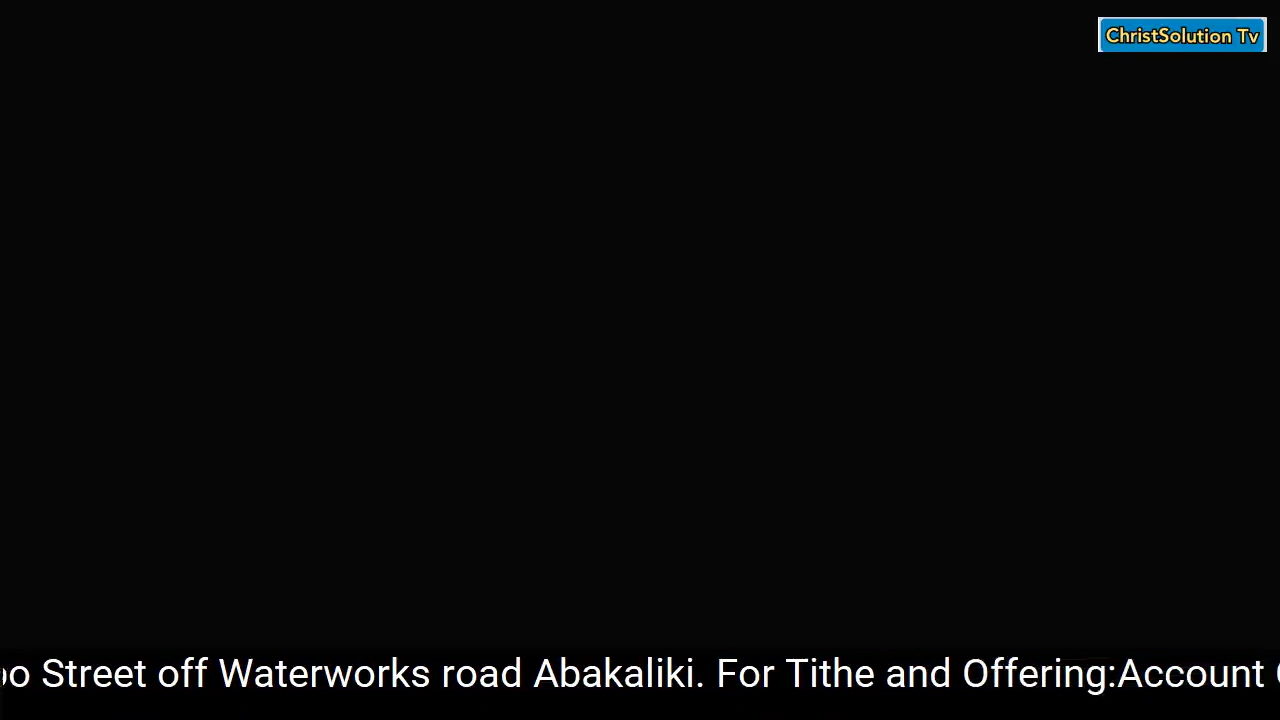 ChristSolution Tv
Street off Waterworks road Abakaliki. For Tithe and Offering:Account